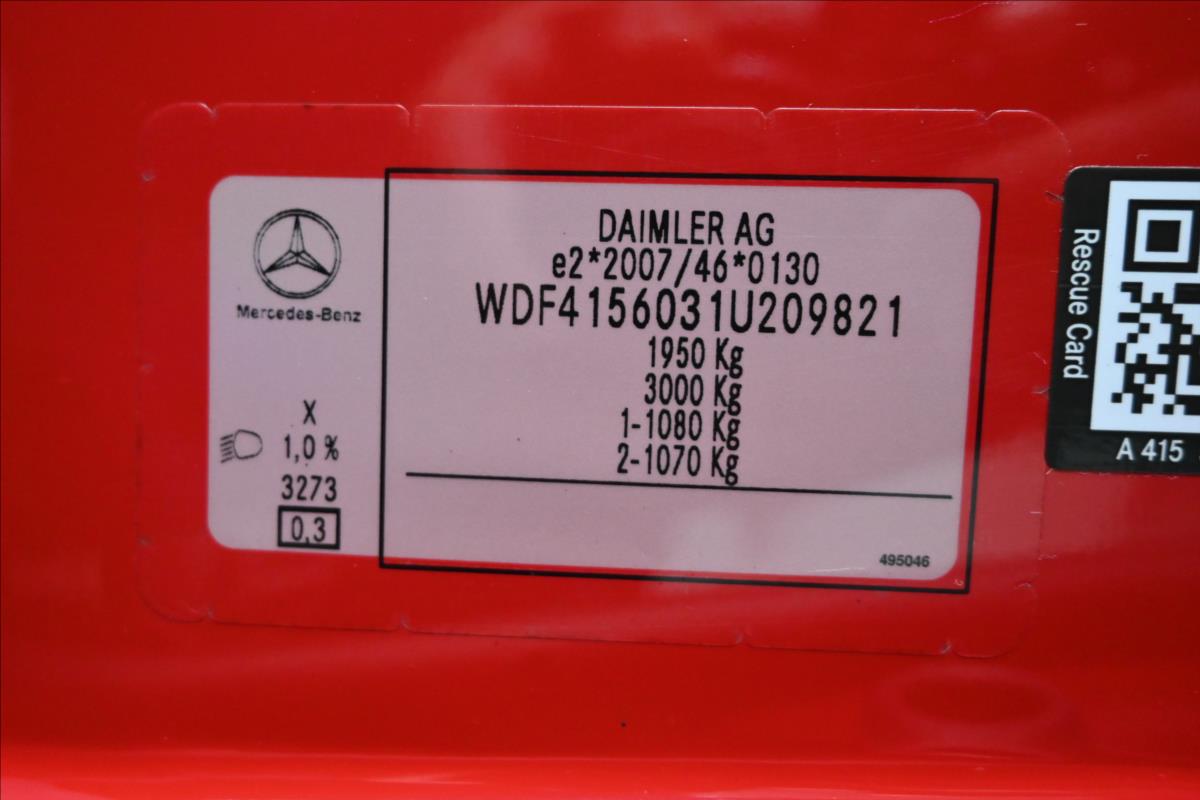 Mercedes-Benz
X
1,0 %
3273
0,3
DAIMLER AG
e2*2007/46*0130
WDF4156031U209821
1950 Kg
3000 Kg
1-1080 Kg
2-1070 Kg
495046
Rescue Card
A 415